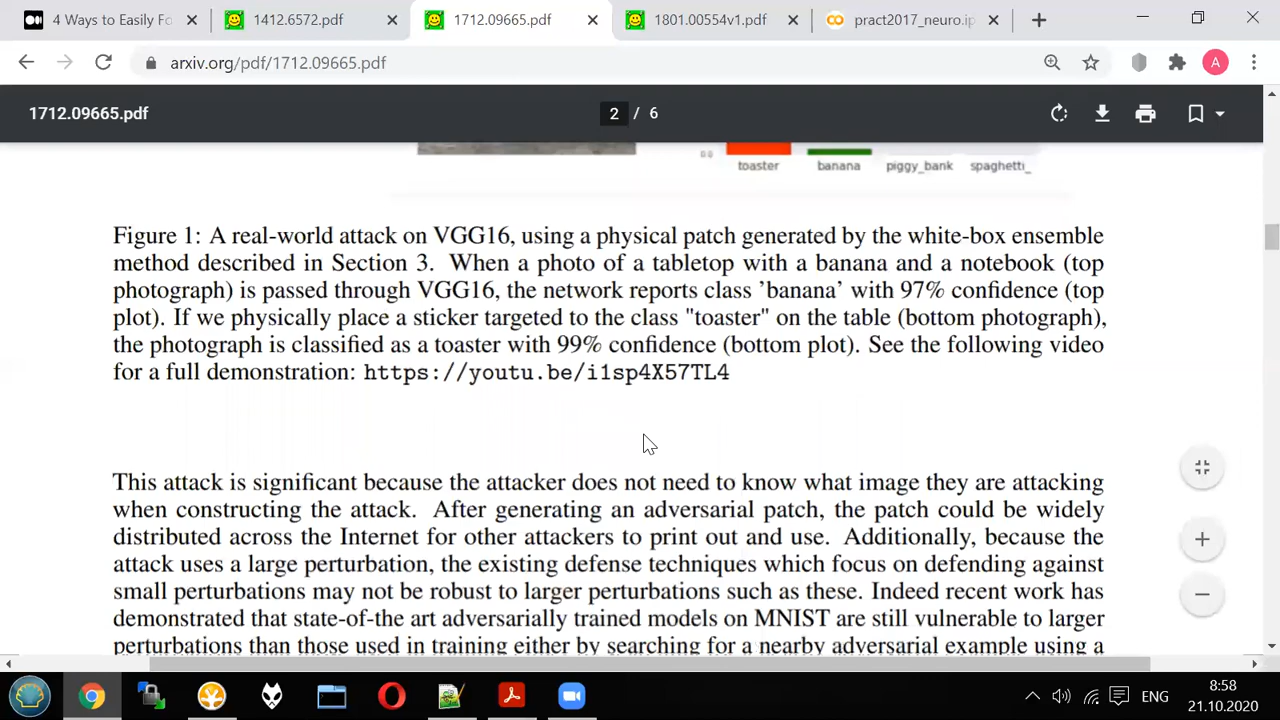 4 Ways to Easily Fo
1412.6572.pdf
1712.09665.pdf
1801.00554v1.pdf
pract2017_neuro.ip
arxiv.org/pdf/1712.09665.pdf
A
1712.09665.pdf
2 / 6
0.0
toaster banana piggy_bank spaghetti_
Figure 1: A real-world attack on VGG16, using a physical patch generated by the white-box ensemble
method described in Section 3. When a photo of a tabletop with a banana and a notebook (top
photograph) is passed through VGG16, the network reports class 'banana' with 97% confidence (top
plot). If we physically place a sticker targeted to the class "toaster" on the table (bottom photograph),
the photograph is classified as a toaster with 99% confidence (bottom plot). See the following video
for a full demonstration: https://youtu.be/i1sp4X57TL4
This attack is significant because the attacker does not need to know what image they are attacking
when constructing the attack. After generating an adversarial patch, the patch could be widely
distributed across the Internet for other attackers to print out and use. Additionally, because the
attack uses a large perturbation, the existing defense techniques which focus on defending against
small perturbations may not be robust to larger perturbations such as these. Indeed recent work has
demonstrated that state-of-the art adversarially trained models on MNIST are still vulnerable to larger
perturbations than those used in training either by searching for a nearby adversarial example using a
ENG
8:58
21.10.2020